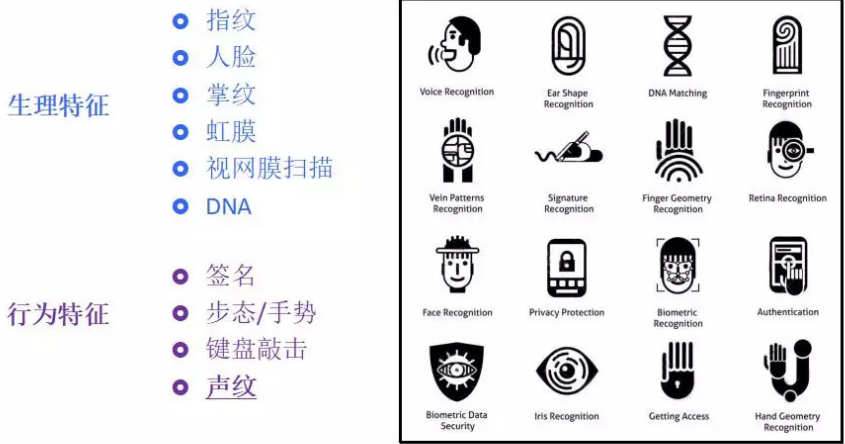 生理特征
指纹
人脸
掌纹
虹膜
视网膜扫描
DNA
行为特征
签名
步态/手势
键盘敲击
声纹
Voice Recognition
Ear Shape
Recognition
DNA Matching
Fingerprint
Recognition
Vein Patterns
Recognition
Signature
Recognition
Finger Geometry
Recognition
Retina Recognition
Face Recognition
Privacy Protection
Biometric
Recognition
Authentication
Biometric Data
Security
Iris Recognition
Getting Access
Hand Geometry
Recognition